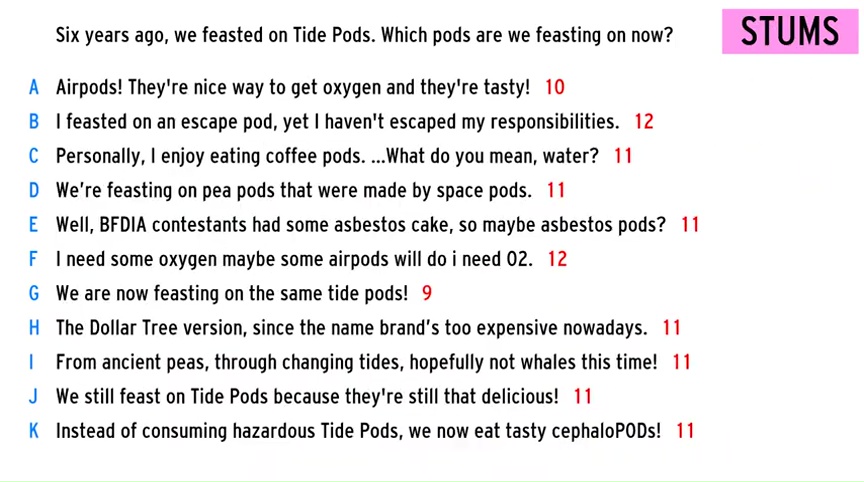 Six years ago, we feasted on Tide Pods. Which pods are we feasting on now?
STUMS
A Airpods! They're nice way to get oxygen and they're tasty! 10
B I feasted on an escape pod, yet I haven't escaped my responsibilities. 12
C Personally, I enjoy eating coffee pods. ...What do you mean, water? 11
D We’re feasting on pea pods that were made by space pods. 11
E Well, BFDIA contestants had some asbestos cake, so maybe asbestos pods? 11
F I need some oxygen maybe some airpods will do i need O2. 12
G We are now feasting on the same tide pods! 9
H The Dollar Tree version, since the name brand’s too expensive nowadays. 11
I From ancient peas, through changing tides, hopefully not whales this time! 11
J We still feast on Tide Pods because they're still that delicious! 11
K Instead of consuming hazardous Tide Pods, we now eat tasty cephaloPODs! 11